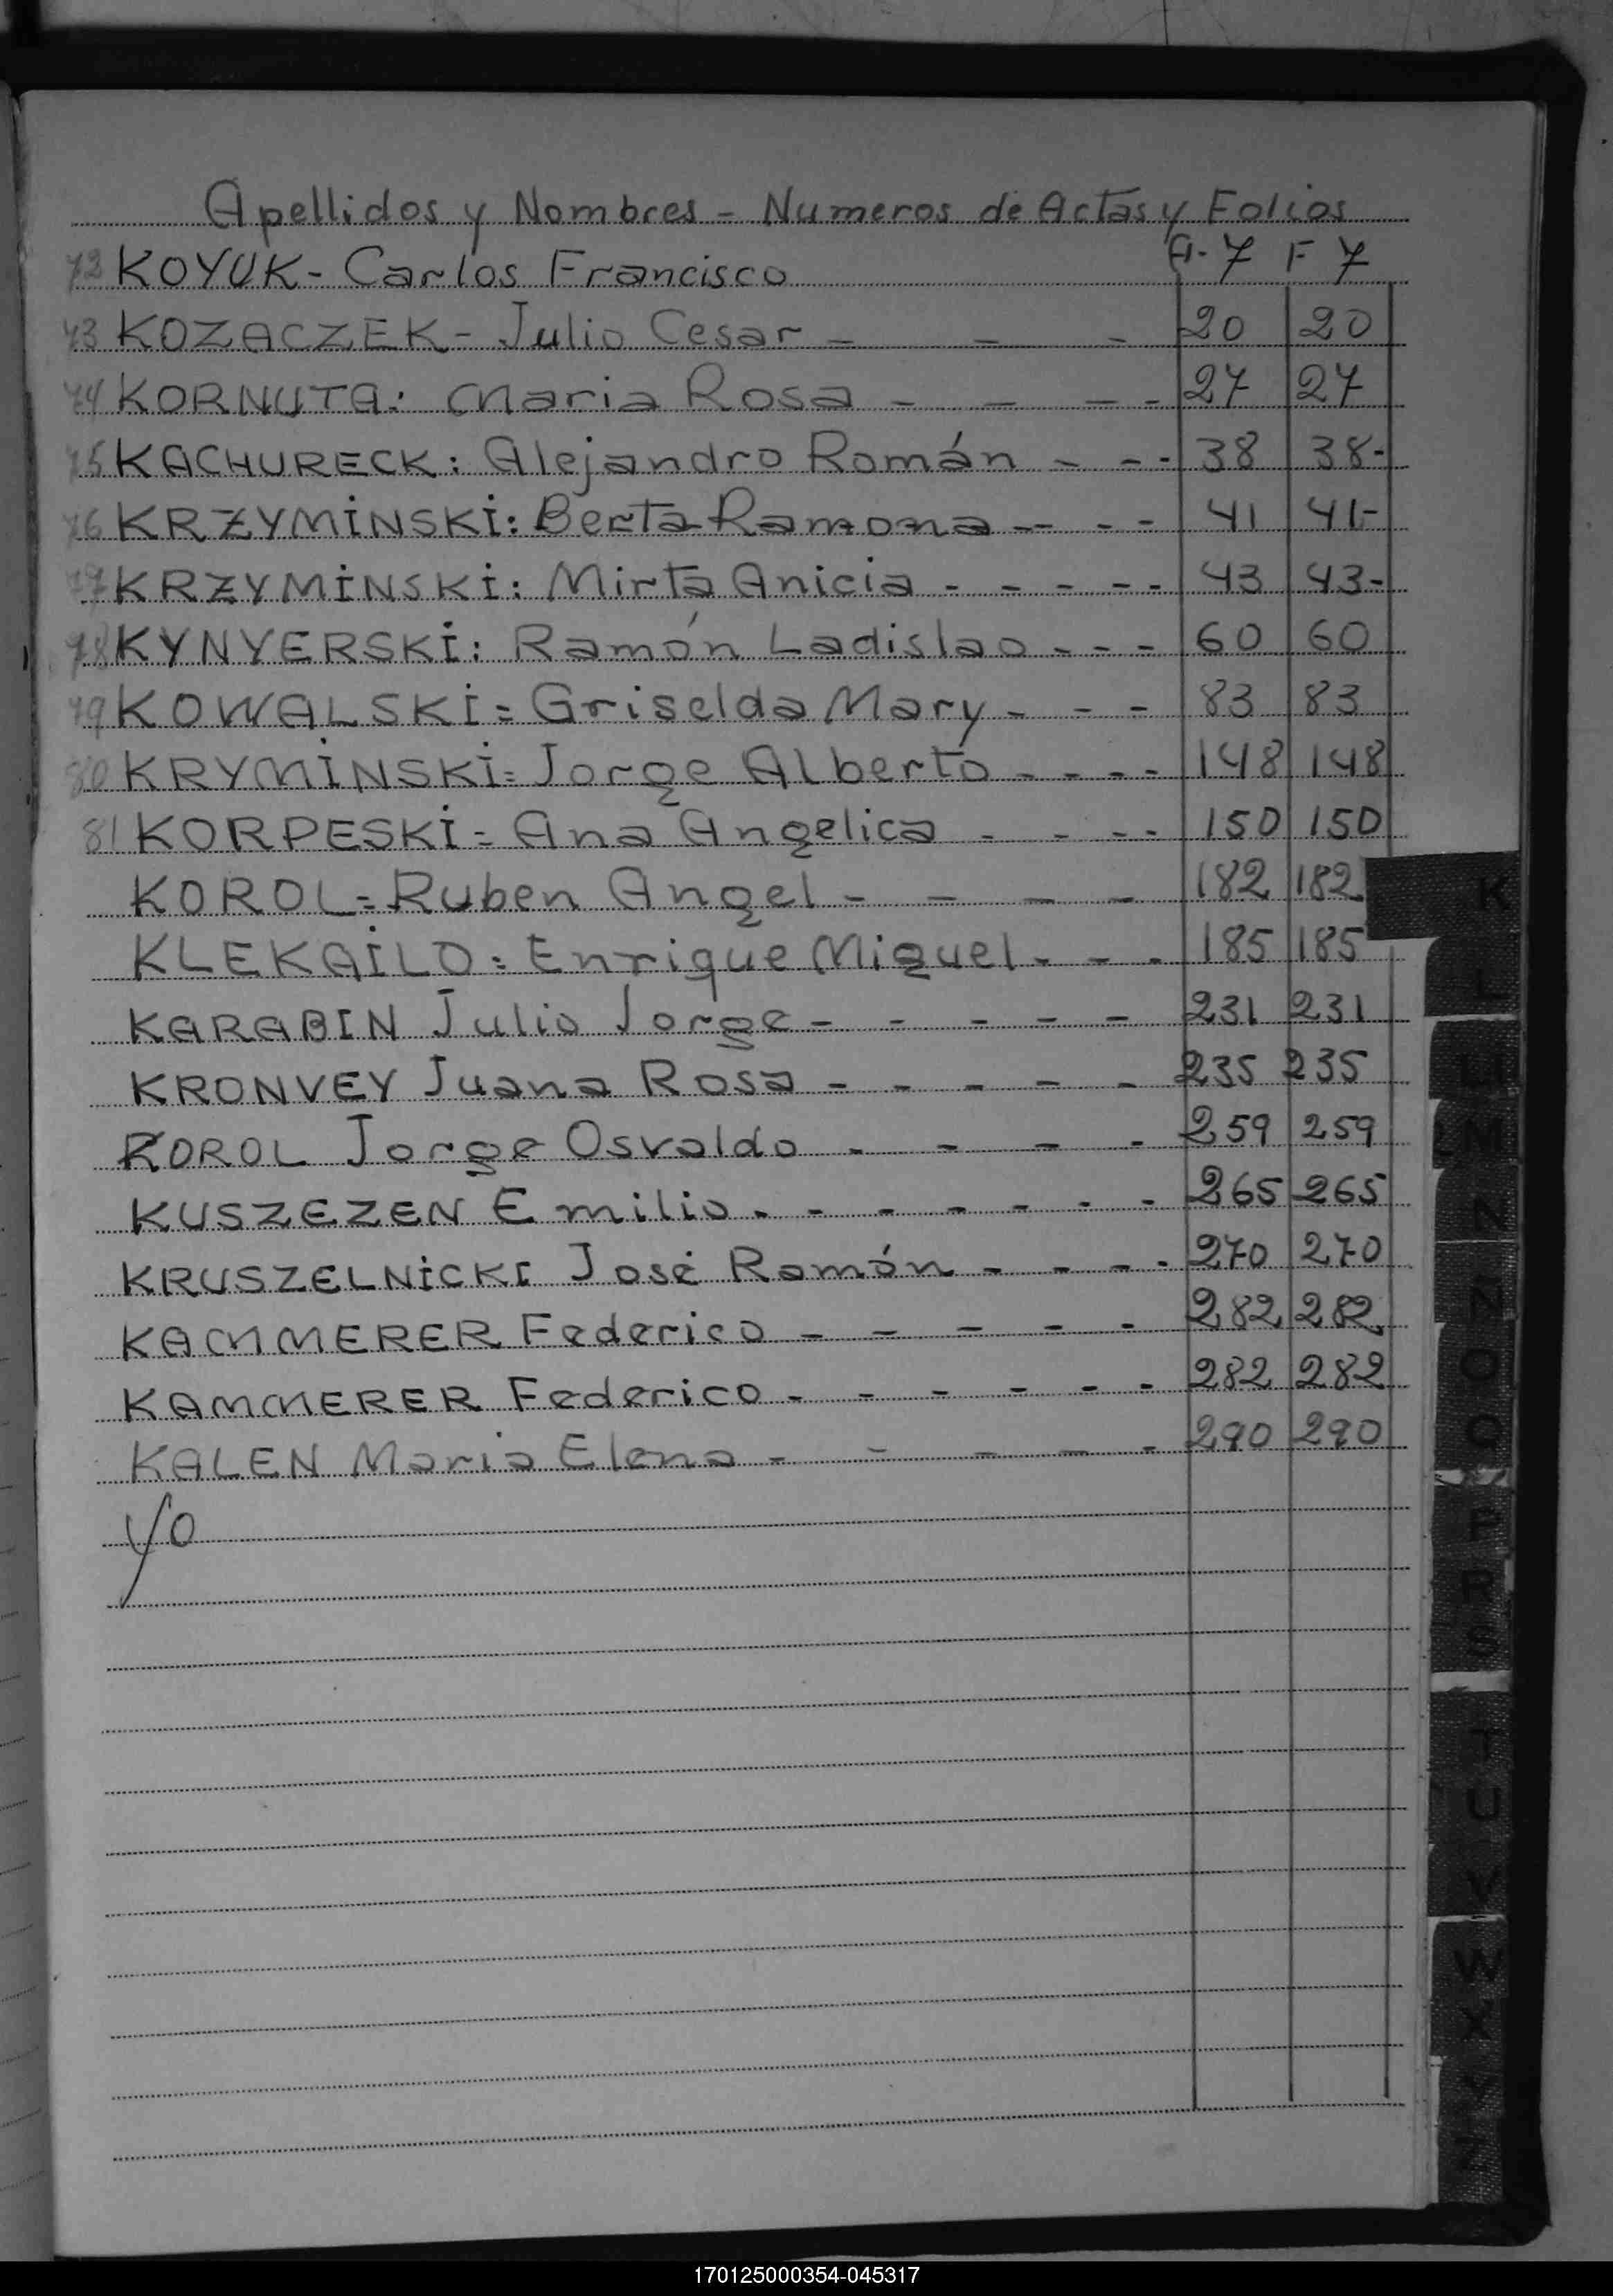 Apellidos y Nombres - Numeros de Actas y Folios
72 KOYUK - Carlos Francisco A. 7 F 7
73 KOZACZEK - Julio Cesar - - - 20 20
74 KORNUTA: Maria Rosa - - - - 27 27
75 KACHURECK: Alejandro Román - - - 38 38-
76 KRZYMINSKI: Berta Ramona - - - 41 41-
77 KRZYMINSKI: Mirta Anicia - - - - - 43 43-
78 KYNYERSKI: Ramón Ladislao - - - 60 60
79 KOWALSKI = Griselda Mary - - - 83 83
80 KRYMINSKI = Jorge Alberto - - - - 148 148
81 KORPESKI = Ana Angelica - - - - 150 150
KOROL = Ruben Angel - - - - 182 182
KLEKAILO = Enrique Miguel - - - 185 185
KARABIN Julio Jorge - - - - - 231 231
KRONVEY Juana Rosa - - - - - 235 235
KOROL Jorge Osvaldo - - - - 259 259
KUSZEZEN Emilio - - - - - - - 265 265
KRUSZELNICKI José Román - - - - 270 270
KAMMERER Federico - - - - - 282 282
KAMMERER Federico - - - - - - 282 282
KALEN Maria Elena - - - - - 290 290
K
L
M
N
O
Q
P
R
S
T
U
V
W
X
Y
Z
170125000354-045317